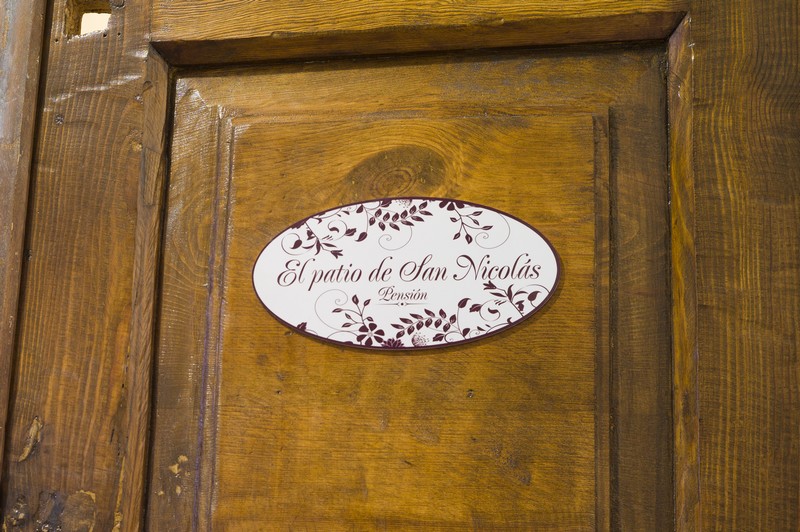 El patio de San Nicolás
Pensión